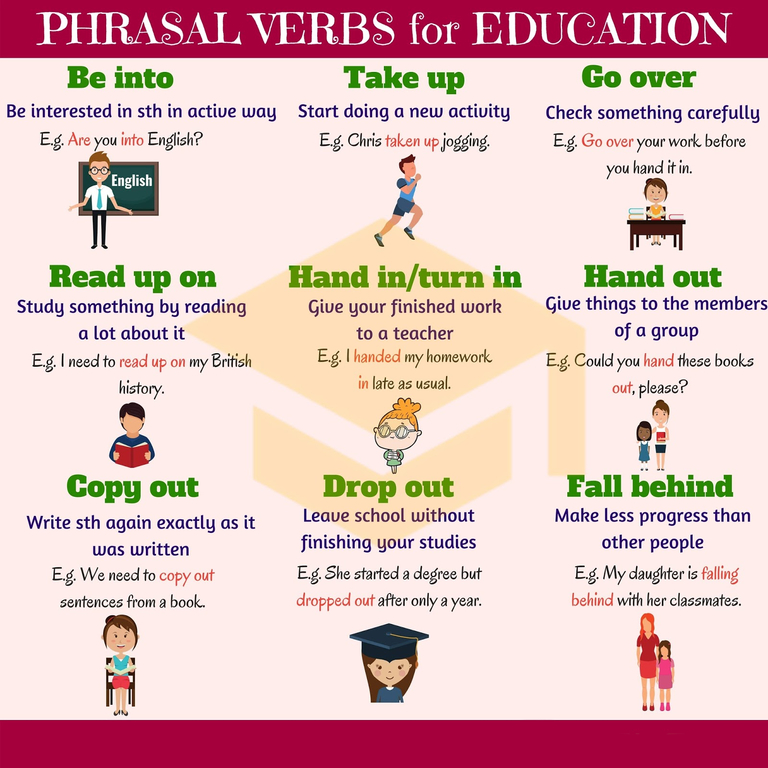 PHRASAL VERBS for EDUCATION
Be into
Be interested in sth in active way
E.g. Are you into English?
English
Take up
Start doing a new activity
E.g. Chris taken up jogging.
Go over
Check something carefully
E.g. Go over your work before
you hand it in.
Read up on
Study something by reading
a lot about it
E.g. I need to read up on my British
history.
Hand in/turn in
Give your finished work
to a teacher
E.g. I handed my homework
in late as usual.
Hand out
Give things to the members
of a group
E.g. Could you hand these books
out, please?
Copy out
Write sth again exactly as it
was written
E.g. We need to copy out
sentences from a book.
Drop out
Leave school without
finishing your studies
E.g. She started a degree but
dropped out after only a year.
Fall behind
Make less progress than
other people
E.g. My daughter is falling
behind with her classmates.